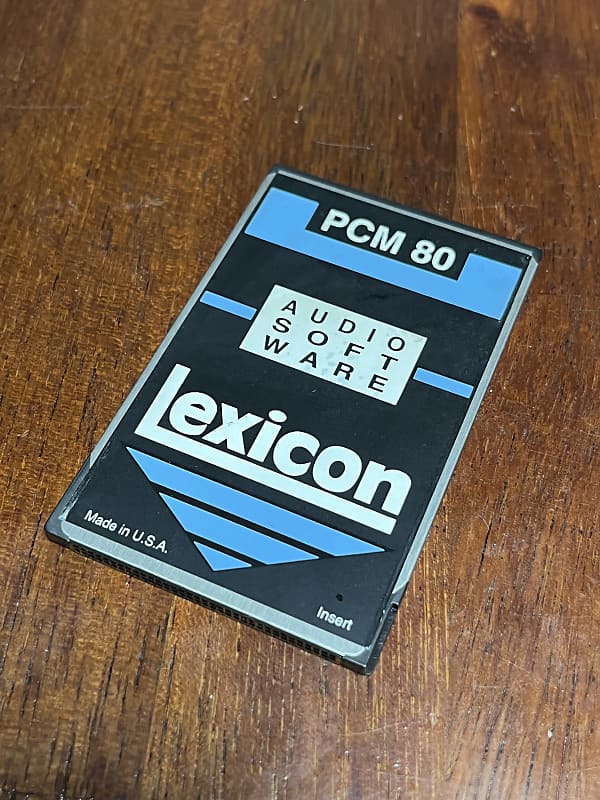 PCM 80
AUDIO
SOFT
WARE
Lexicon
Made in U.S.A.
Insert